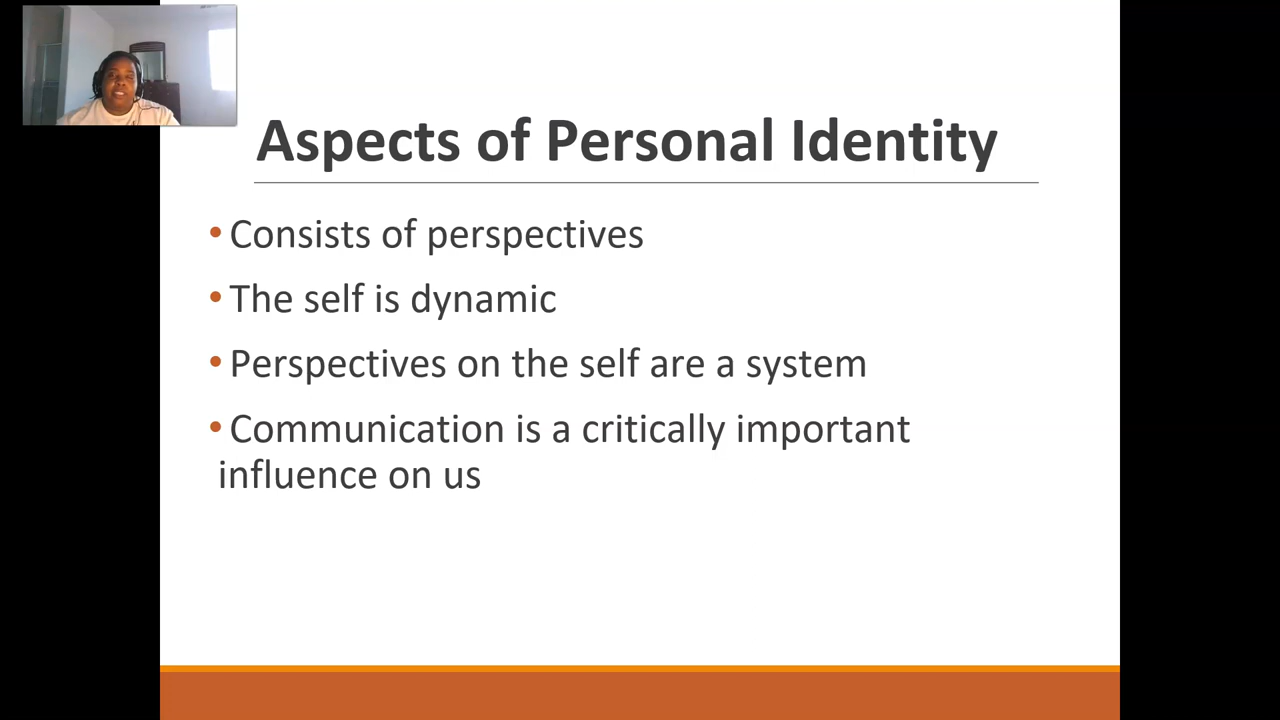 Aspects of Personal Identity
• Consists of perspectives
• The self is dynamic
• Perspectives on the self are a system
• Communication is a critically important
influence on us